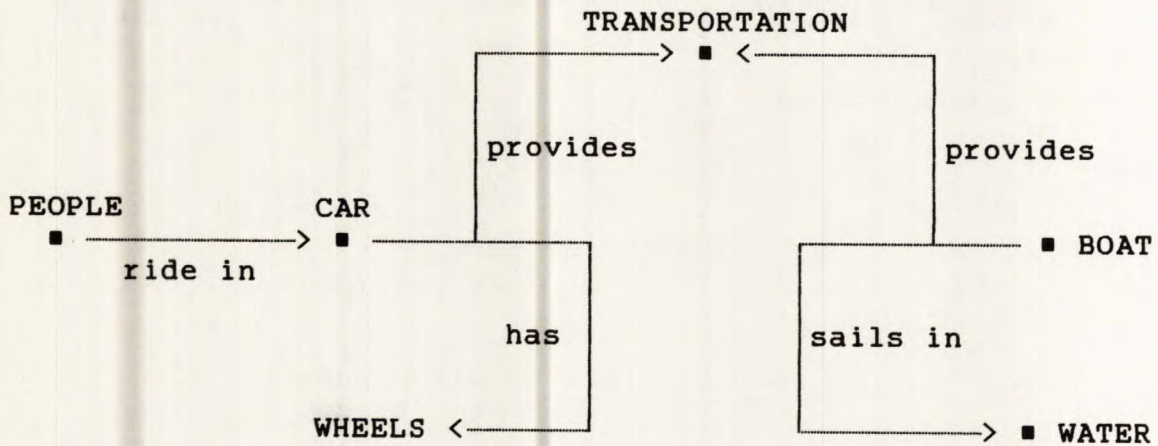 TRANSPORTATION
provides
provides
PEOPLE
CAR
ride in
BOAT
has
sails in
WHEELS
WATER